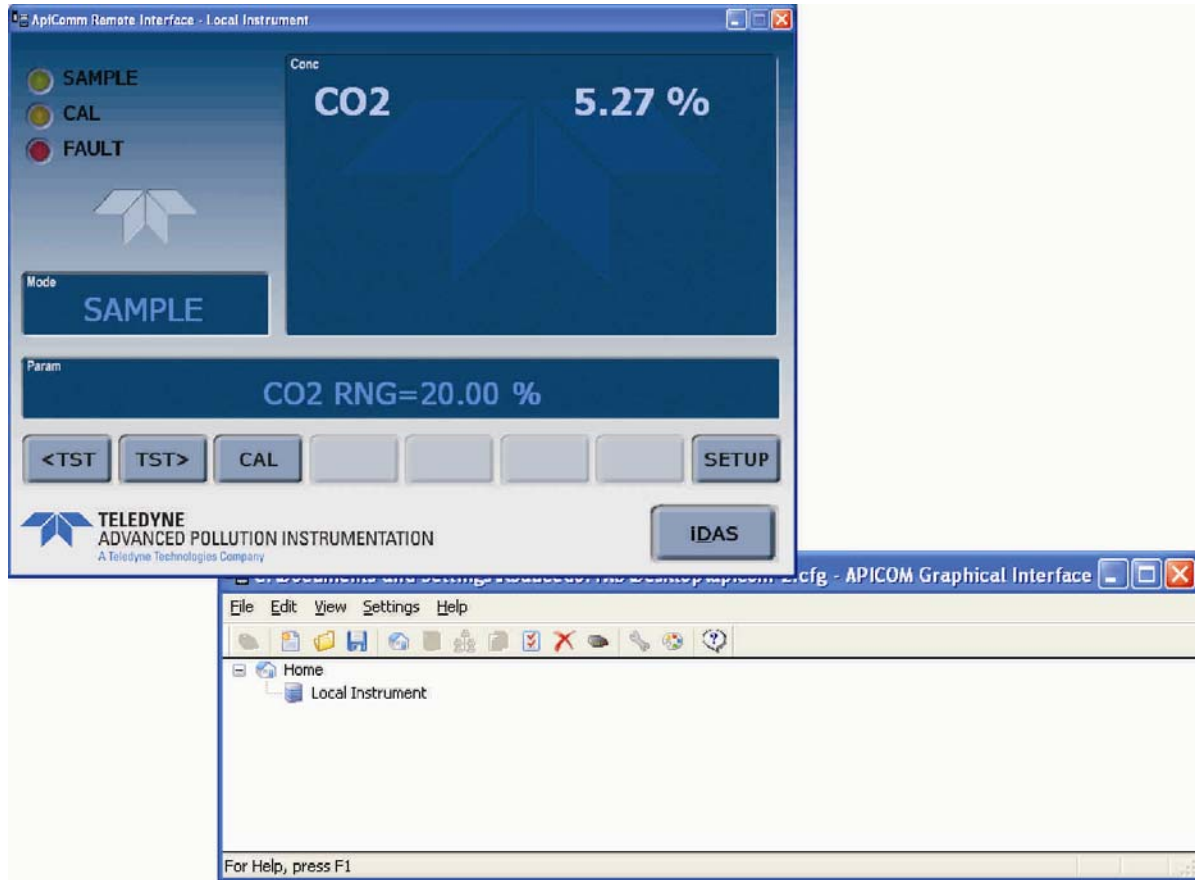 ApiComm Remote Interface - Local Instrument
SAMPLE
CAL
FAULT
Conc
CO2 5.27 %
Mode
SAMPLE
Param
CO2 RNG=20.00 %
<TST TST> CAL SETUP
TELEDYNE
ADVANCED POLLUTION INSTRUMENTATION
A Teledyne Technologies Company
iDAS
- APICOM Graphical Interface
File Edit View Settings Help
Home
Local Instrument
For Help, press F1